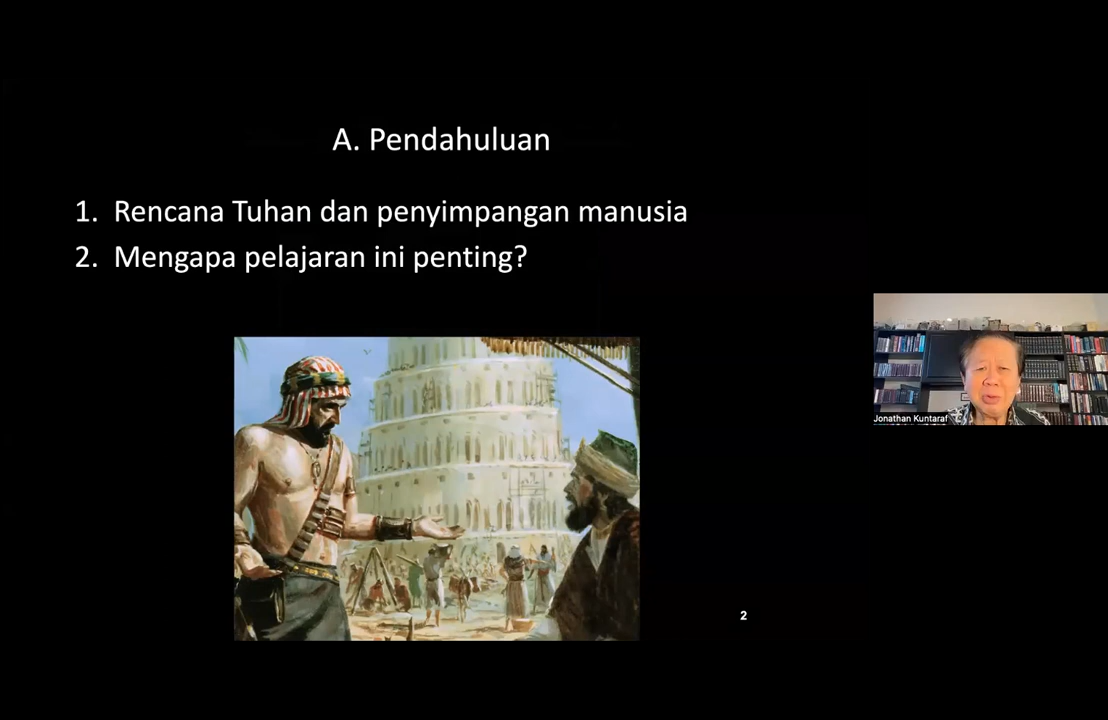 A. Pendahuluan
1. Rencana Tuhan dan penyimpangan manusia
2. Mengapa pelajaran ini penting?
Jonathan Kuntaraf
2